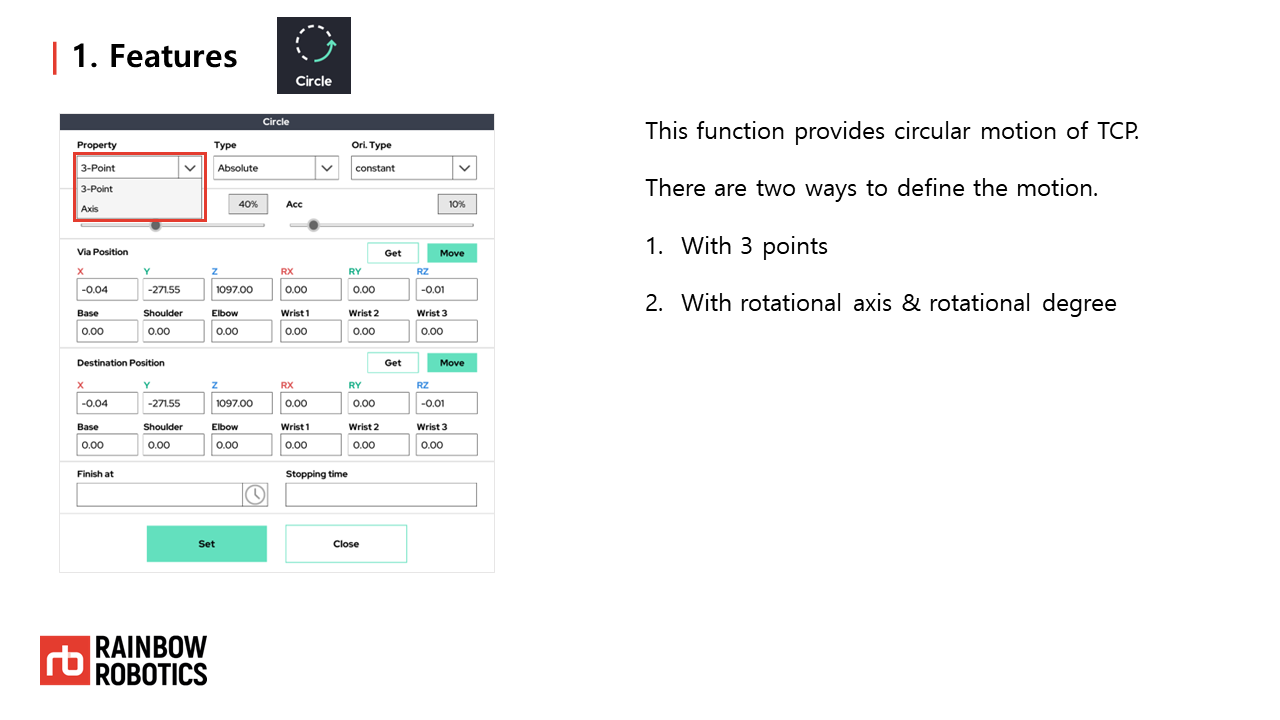 1. Features
Circle
Circle
Property Type Ori. Type
3-Point Absolute constant
3-Point
Axis
40% Acc 10%
Via Position Get Move
X Y Z RX RY RZ
-0.04 -271.55 1097.00 0.00 0.00 -0.01
Base Shoulder Elbow Wrist 1 Wrist 2 Wrist 3
0.00 0.00 0.00 0.00 0.00 0.00
Destination Position Get Move
X Y Z RX RY RZ
-0.04 -271.55 1097.00 0.00 0.00 -0.01
Base Shoulder Elbow Wrist 1 Wrist 2 Wrist 3
0.00 0.00 0.00 0.00 0.00 0.00
Finish at Stopping time
Set Close
This function provides circular motion of TCP.
There are two ways to define the motion.
1. With 3 points
2. With rotational axis & rotational degree
rb RAINBOW
ROBOTICS